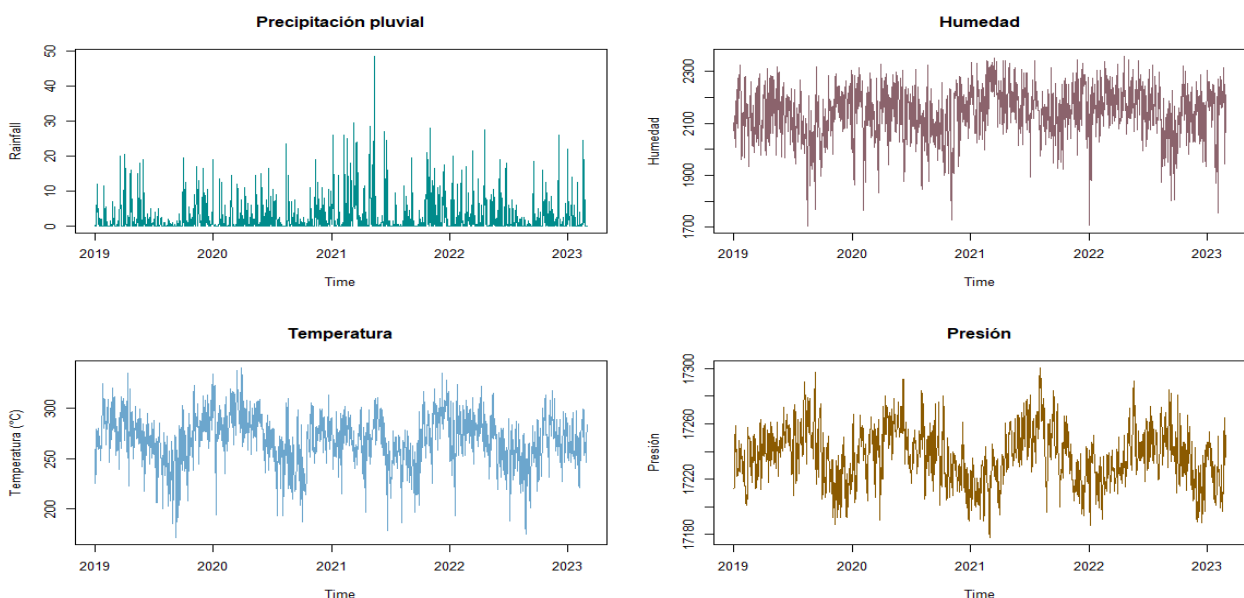 Precipitación pluvial
Rainfall
50
40
30
20
10
0
2019 2020 2021 2022 2023
Time
Humedad
Humedad
2300
2100
1900
1700
2019 2020 2021 2022 2023
Time
Temperatura
Temperatura (°C)
300
250
200
2019 2020 2021 2022 2023
Time
Presión
Presión
17300
17260
17220
17180
2019 2020 2021 2022 2023
Time